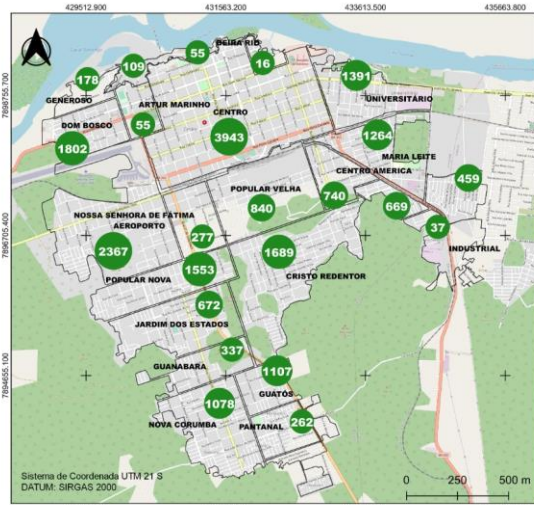 429512.900 431563.200 433613.500 435663.800
7898755.700
7896705.400
7894655.100
BEIRA RIO
55
16
109
178
1391
GENEROSO
ARTUR MARINHO
UNIVERSITÁRIO
CENTRO
DOM BOSCO
55
3943
1264
1802
MARIA LEITE
CENTRO AMERICA
459
POPULAR VELHA
740
840
669
NOSSA SENHORA DE FÁTIMA
AEROPORTO
277
37
2367
1689
INDUSTRIAL
1553
CRISTO REDENTOR
POPULAR NOVA
672
JARDIM DOS ESTADOS
337
GUANABARA
1107
GUATÓS
1078
262
NOVA CORUMBA
PANTANAL
Sistema de Coordenada UTM 21 S
DATUM: SIRGAS 2000
0 250 500 m